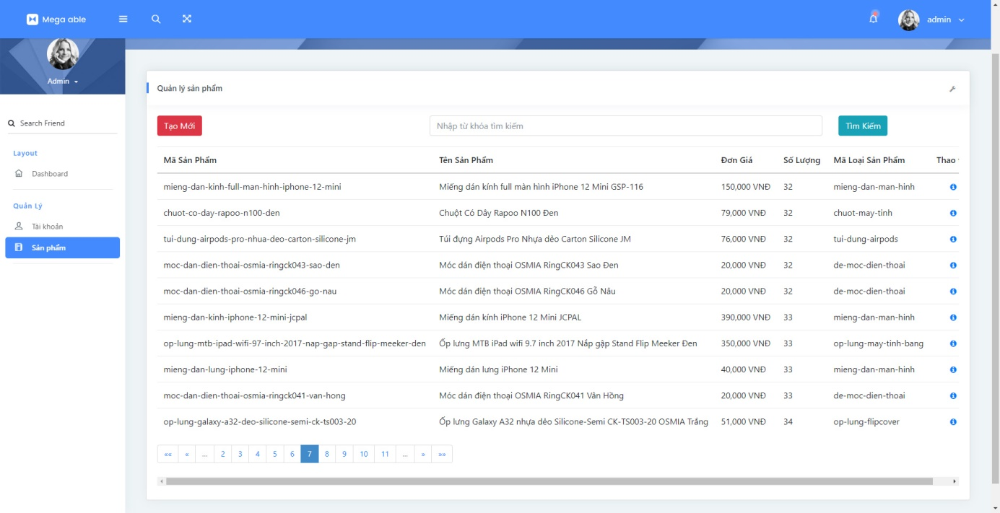 Mega able
admin
Admin
Search Friend
Layout
Dashboard
Quản Lý
Tài khoản
Sản phẩm
Quản lý sản phẩm
Tạo Mới Nhập từ khóa tìm kiếm Tìm Kiếm
Mã Sản Phẩm Tên Sản Phẩm Đơn Giá Số Lượng Mã Loại Sản Phẩm Thao
mieng-dan-kinh-full-man-hinh-iphone-12-mini Miếng dán kính full màn hình iPhone 12 Mini GSP-116 150,000 VNĐ 32 mieng-dan-man-hinh
chuot-co-day-rapoo-n100-den Chuột Có Dây Rapoo N100 Đen 79,000 VNĐ 32 chuot-may-tinh
tui-dung-airpods-pro-nhua-deo-carton-silicone-jm Túi đựng Airpods Pro Nhựa dẻo Carton Silicone JM 76,000 VNĐ 32 tui-dung-airpods
moc-dan-dien-thoai-osmia-ringck043-sao-den Móc dán điện thoại OSMIA RingCK043 Sao Đen 20,000 VNĐ 32 de-moc-dien-thoai
moc-dan-dien-thoai-osmia-ringck046-go-nau Móc dán điện thoại OSMIA RingCK046 Gỗ Nâu 20,000 VNĐ 32 de-moc-dien-thoai
mieng-dan-kinh-iphone-12-mini-jcpal Miếng dán kính iPhone 12 Mini JCPAL 390,000 VNĐ 33 mieng-dan-man-hinh
op-lung-mtb-ipad-wifi-97-inch-2017-nap-gap-stand-flip-meeker-den Ốp lưng MTB iPad wifi 9.7 inch 2017 Nắp gập Stand Flip Meeker Đen 350,000 VNĐ 33 op-lung-may-tinh-bang
mieng-dan-lung-iphone-12-mini Miếng dán lưng iPhone 12 Mini 40,000 VNĐ 33 mieng-dan-man-hinh
moc-dan-dien-thoai-osmia-ringck041-van-hong Móc dán điện thoại OSMIA RingCK041 Vân Hồng 20,000 VNĐ 33 de-moc-dien-thoai
op-lung-galaxy-a32-deo-silicone-semi-ck-ts003-20 Ốp lưng Galaxy A32 nhựa dẻo Silicone-Semi CK-TS003-20 OSMIA Trắng 51,000 VNĐ 34 op-lung-flipcover
«« « ... 2 3 4 5 6 7 8 9 10 11 ... » »»